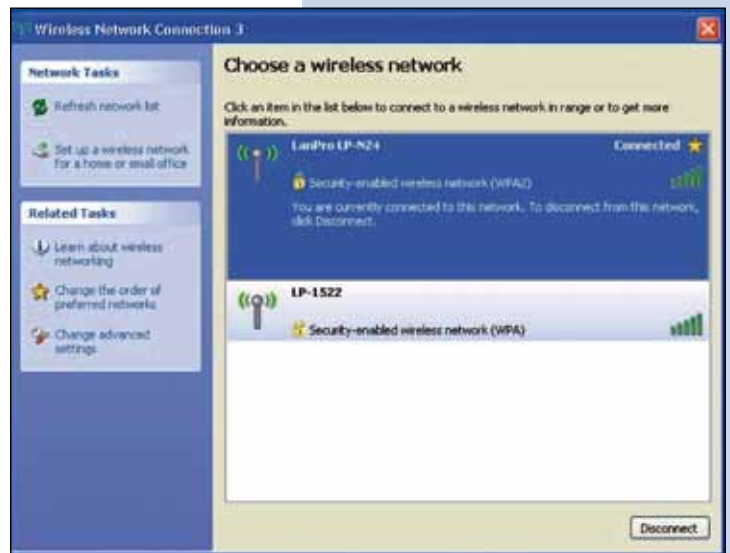 Wireless Network Connection 3
Network Tasks
Refresh network list
Set up a wireless network
for a home or small office
Related Tasks
Learn about wireless
networking
Change the order of
preferred networks
Change advanced
settings
Choose a wireless network
Click an item in the list below to connect to a wireless network in range or to get more
information.
LanPro LP-N24 Connected
Security-enabled wireless network (WPA2)
You are currently connected to this network. To disconnect from this network,
click Disconnect.
LP-1522
Security-enabled wireless network (WPA)
Disconnect